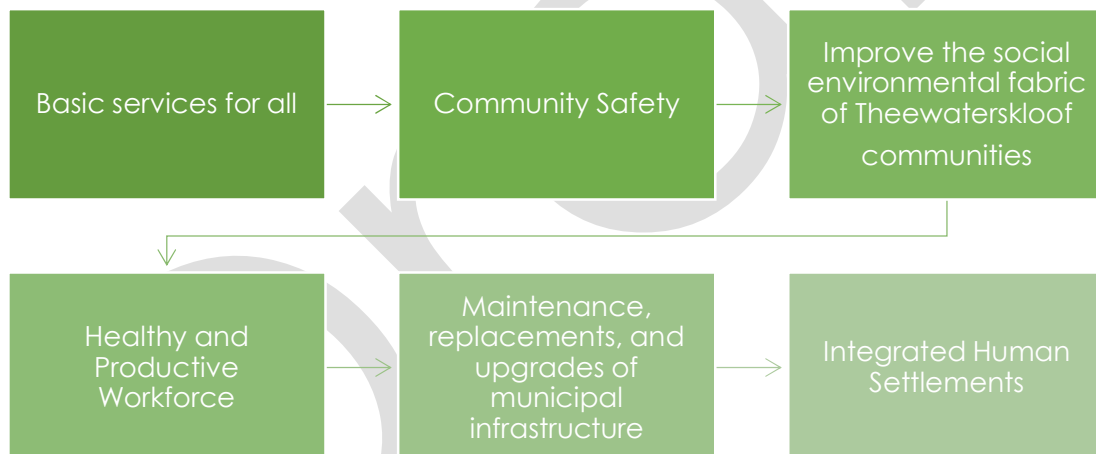 Basic services for all
Community Safety
Improve the social
environmental fabric
of Theewaterskloof
communities
Healthy and
Productive
Workforce
Maintenance,
replacements, and
upgrades of
municipal
infrastructure
Integrated Human
Settlements